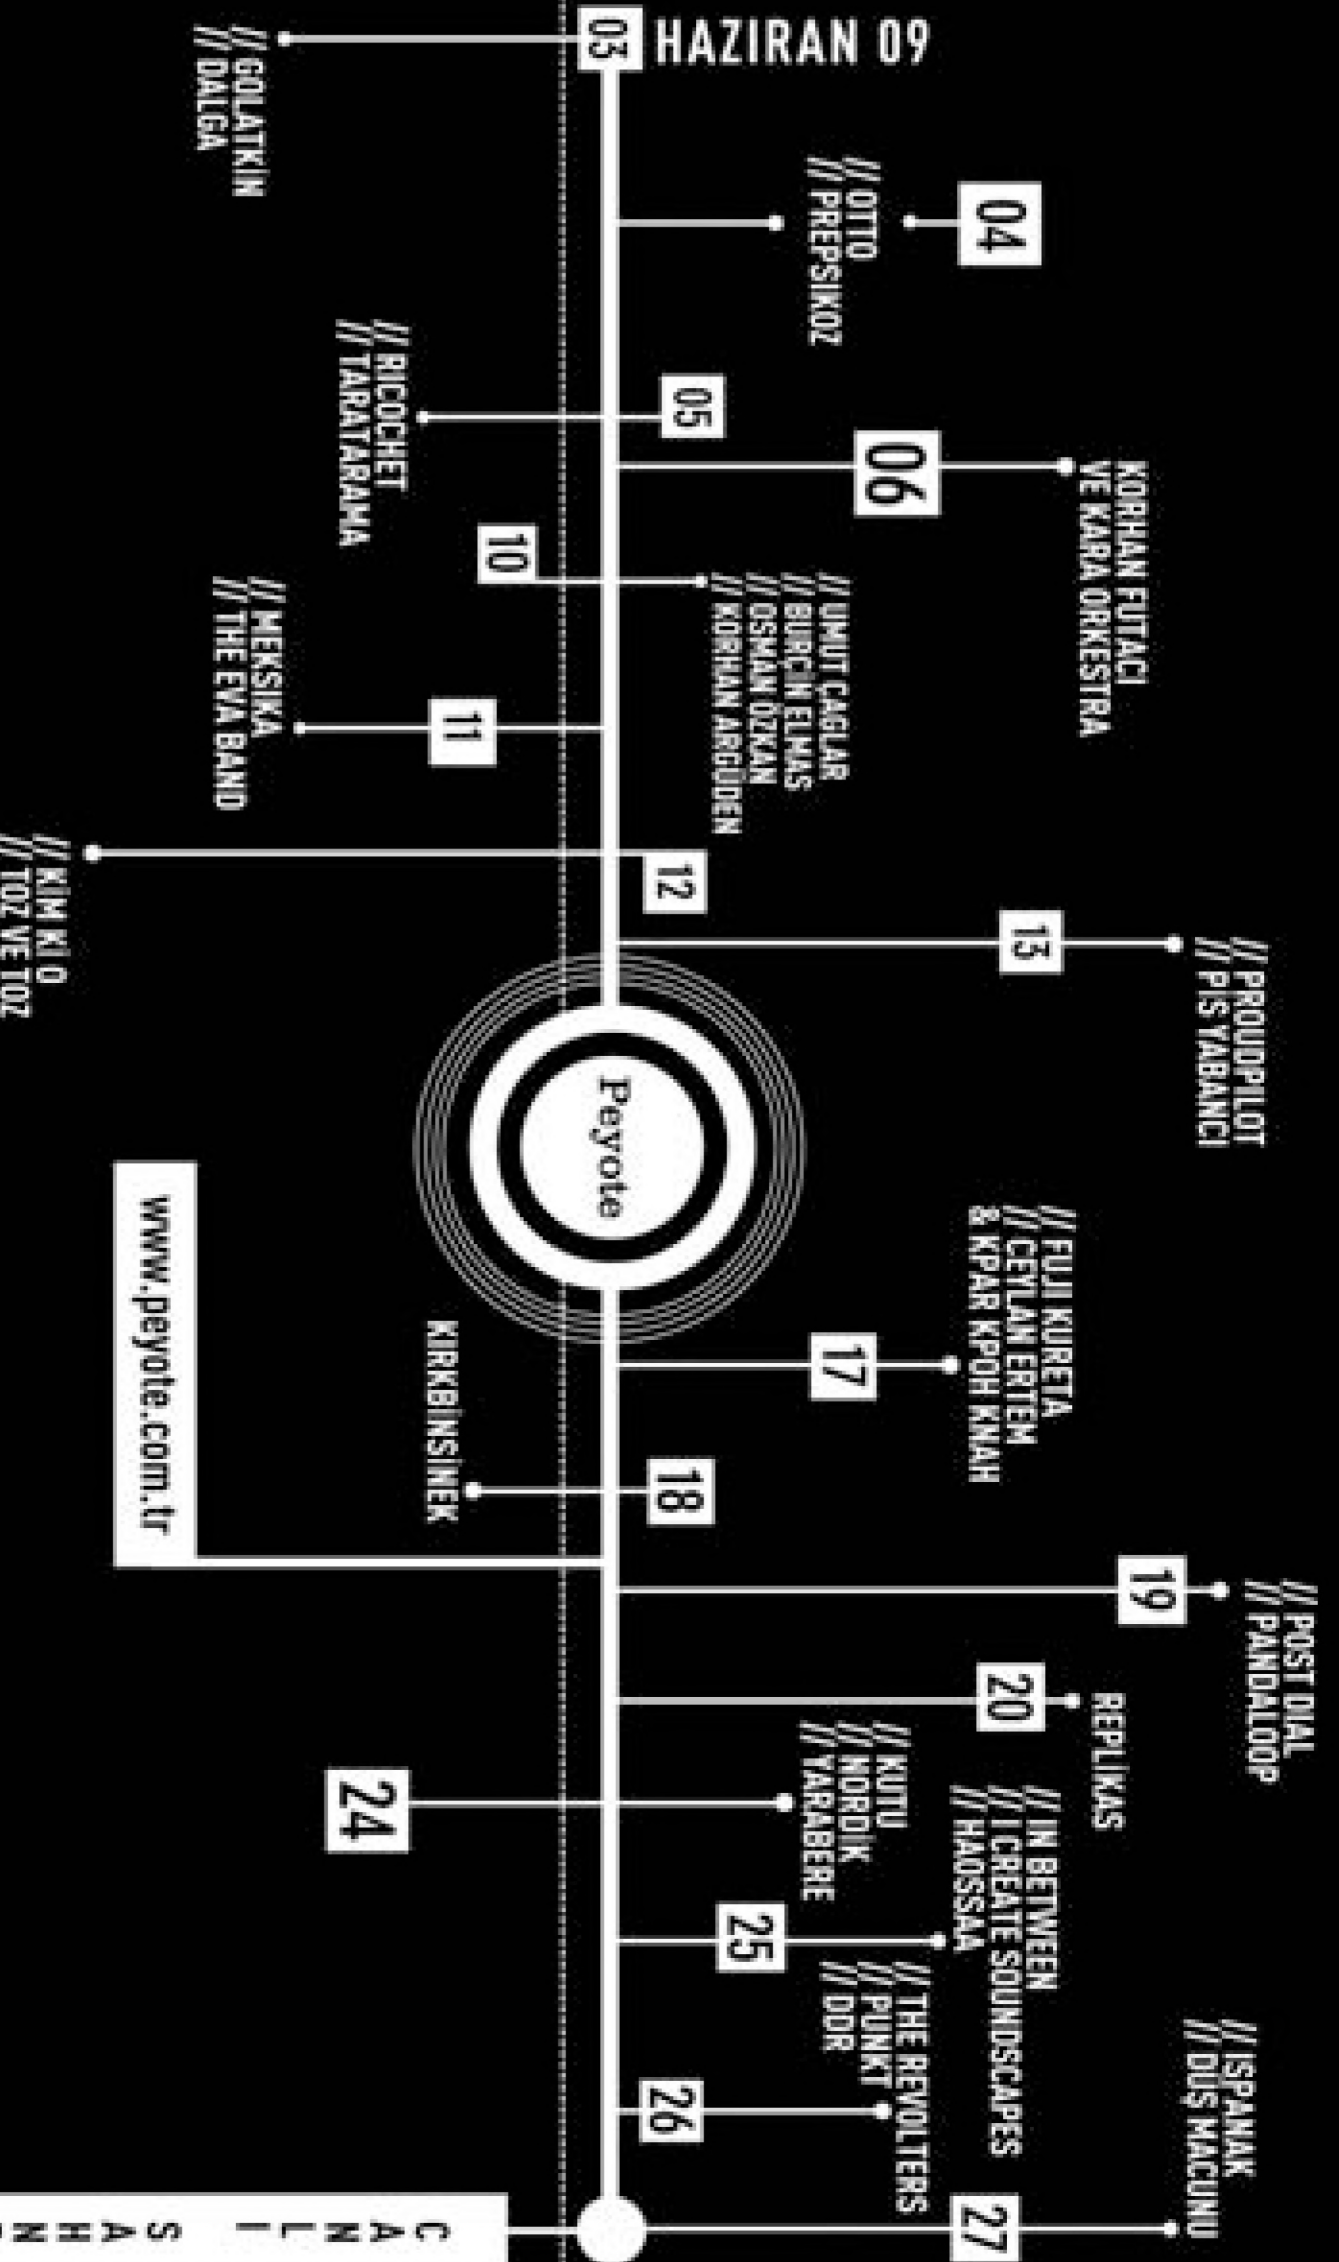 HAZIRAN 09
03
// GOLATKİN
// DALGA
04
// OTTO
// PREPSIKOZ
05
// RICOCHET
// TARATARAMA
06
KORHAN FUTACI
VE KARA ORKESTRA
10
// UMUT ÇAĞLAR
// BURÇİN ELMAS
// OSMAN ÖZKAN
// KORHAN ARGÜDEN
11
// MEKSIKA
// THE EVA BAND
12
// KİM Kİ O
// TOZ VE TOZ
13
// PROUDPILOT
// PİS YABANCI
Peyote
www.peyote.com.tr
17
// FUJI KURETA
// CEYLAN ERTEM
& KPAR KPOH KNAH
18
KIRKBİNSİNEK
19
// POST DIAL
// PANDALOOP
20
REPLİKAS
24
// KUTU
// NORDİK
// YARABERE
25
// IN BETWEEN
// I CREATE SOUNDSCAPES
// HAOSSAA
26
// THE REVOLTERS
// PUNKT
// DDR
27
// ISPANAK
// DUŞ MACUNU
CANLI
SAHN